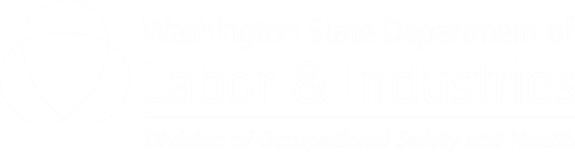 Washington State Department of
Labor & Industries
Division of Occupational Safety and Health